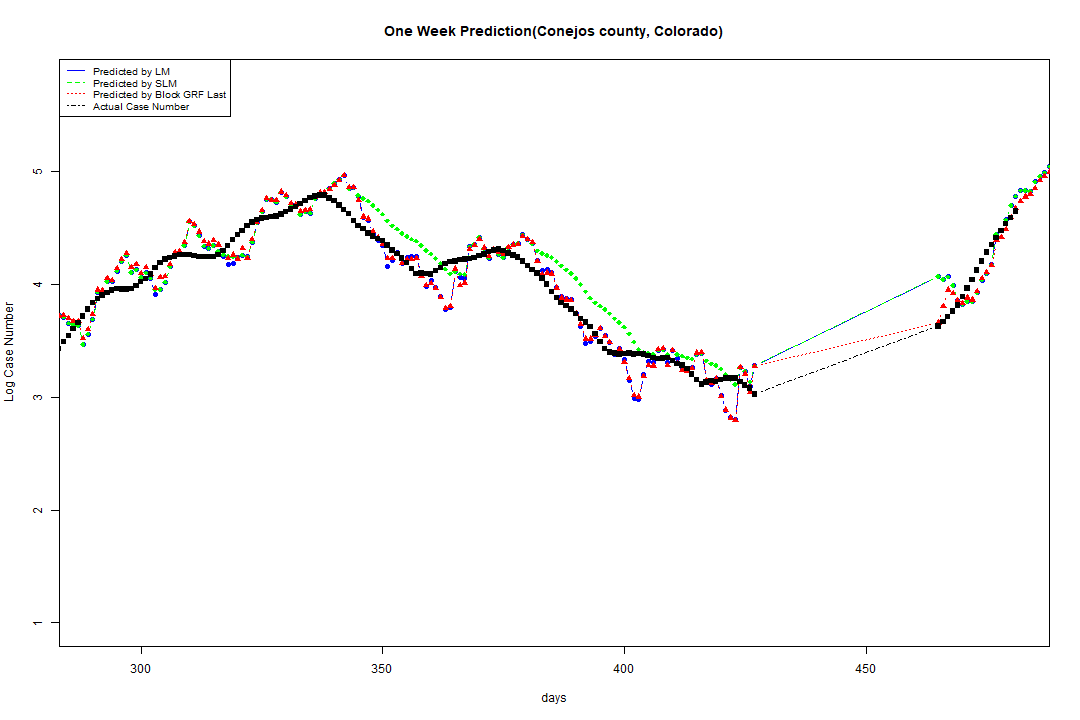 One Week Prediction(Conejos county, Colorado)
Predicted by LM
Predicted by SLM
Predicted by Block GRF Last
Actual Case Number
5
4
3
2
1
Log Case Number
300 350 400 450
days